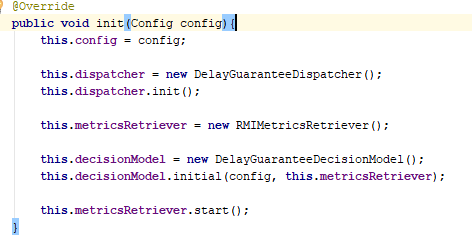 @Override
public void init(Config config){
    this.config = config;

    this.dispatcher = new DelayGuaranteeDispatcher();
    this.dispatcher.init();

    this.metricsRetriever = new RMIMetricsRetriever();

    this.decisionModel = new DelayGuaranteeDecisionModel();
    this.decisionModel.initial(config, this.metricsRetriever);

    this.metricsRetriever.start();
}